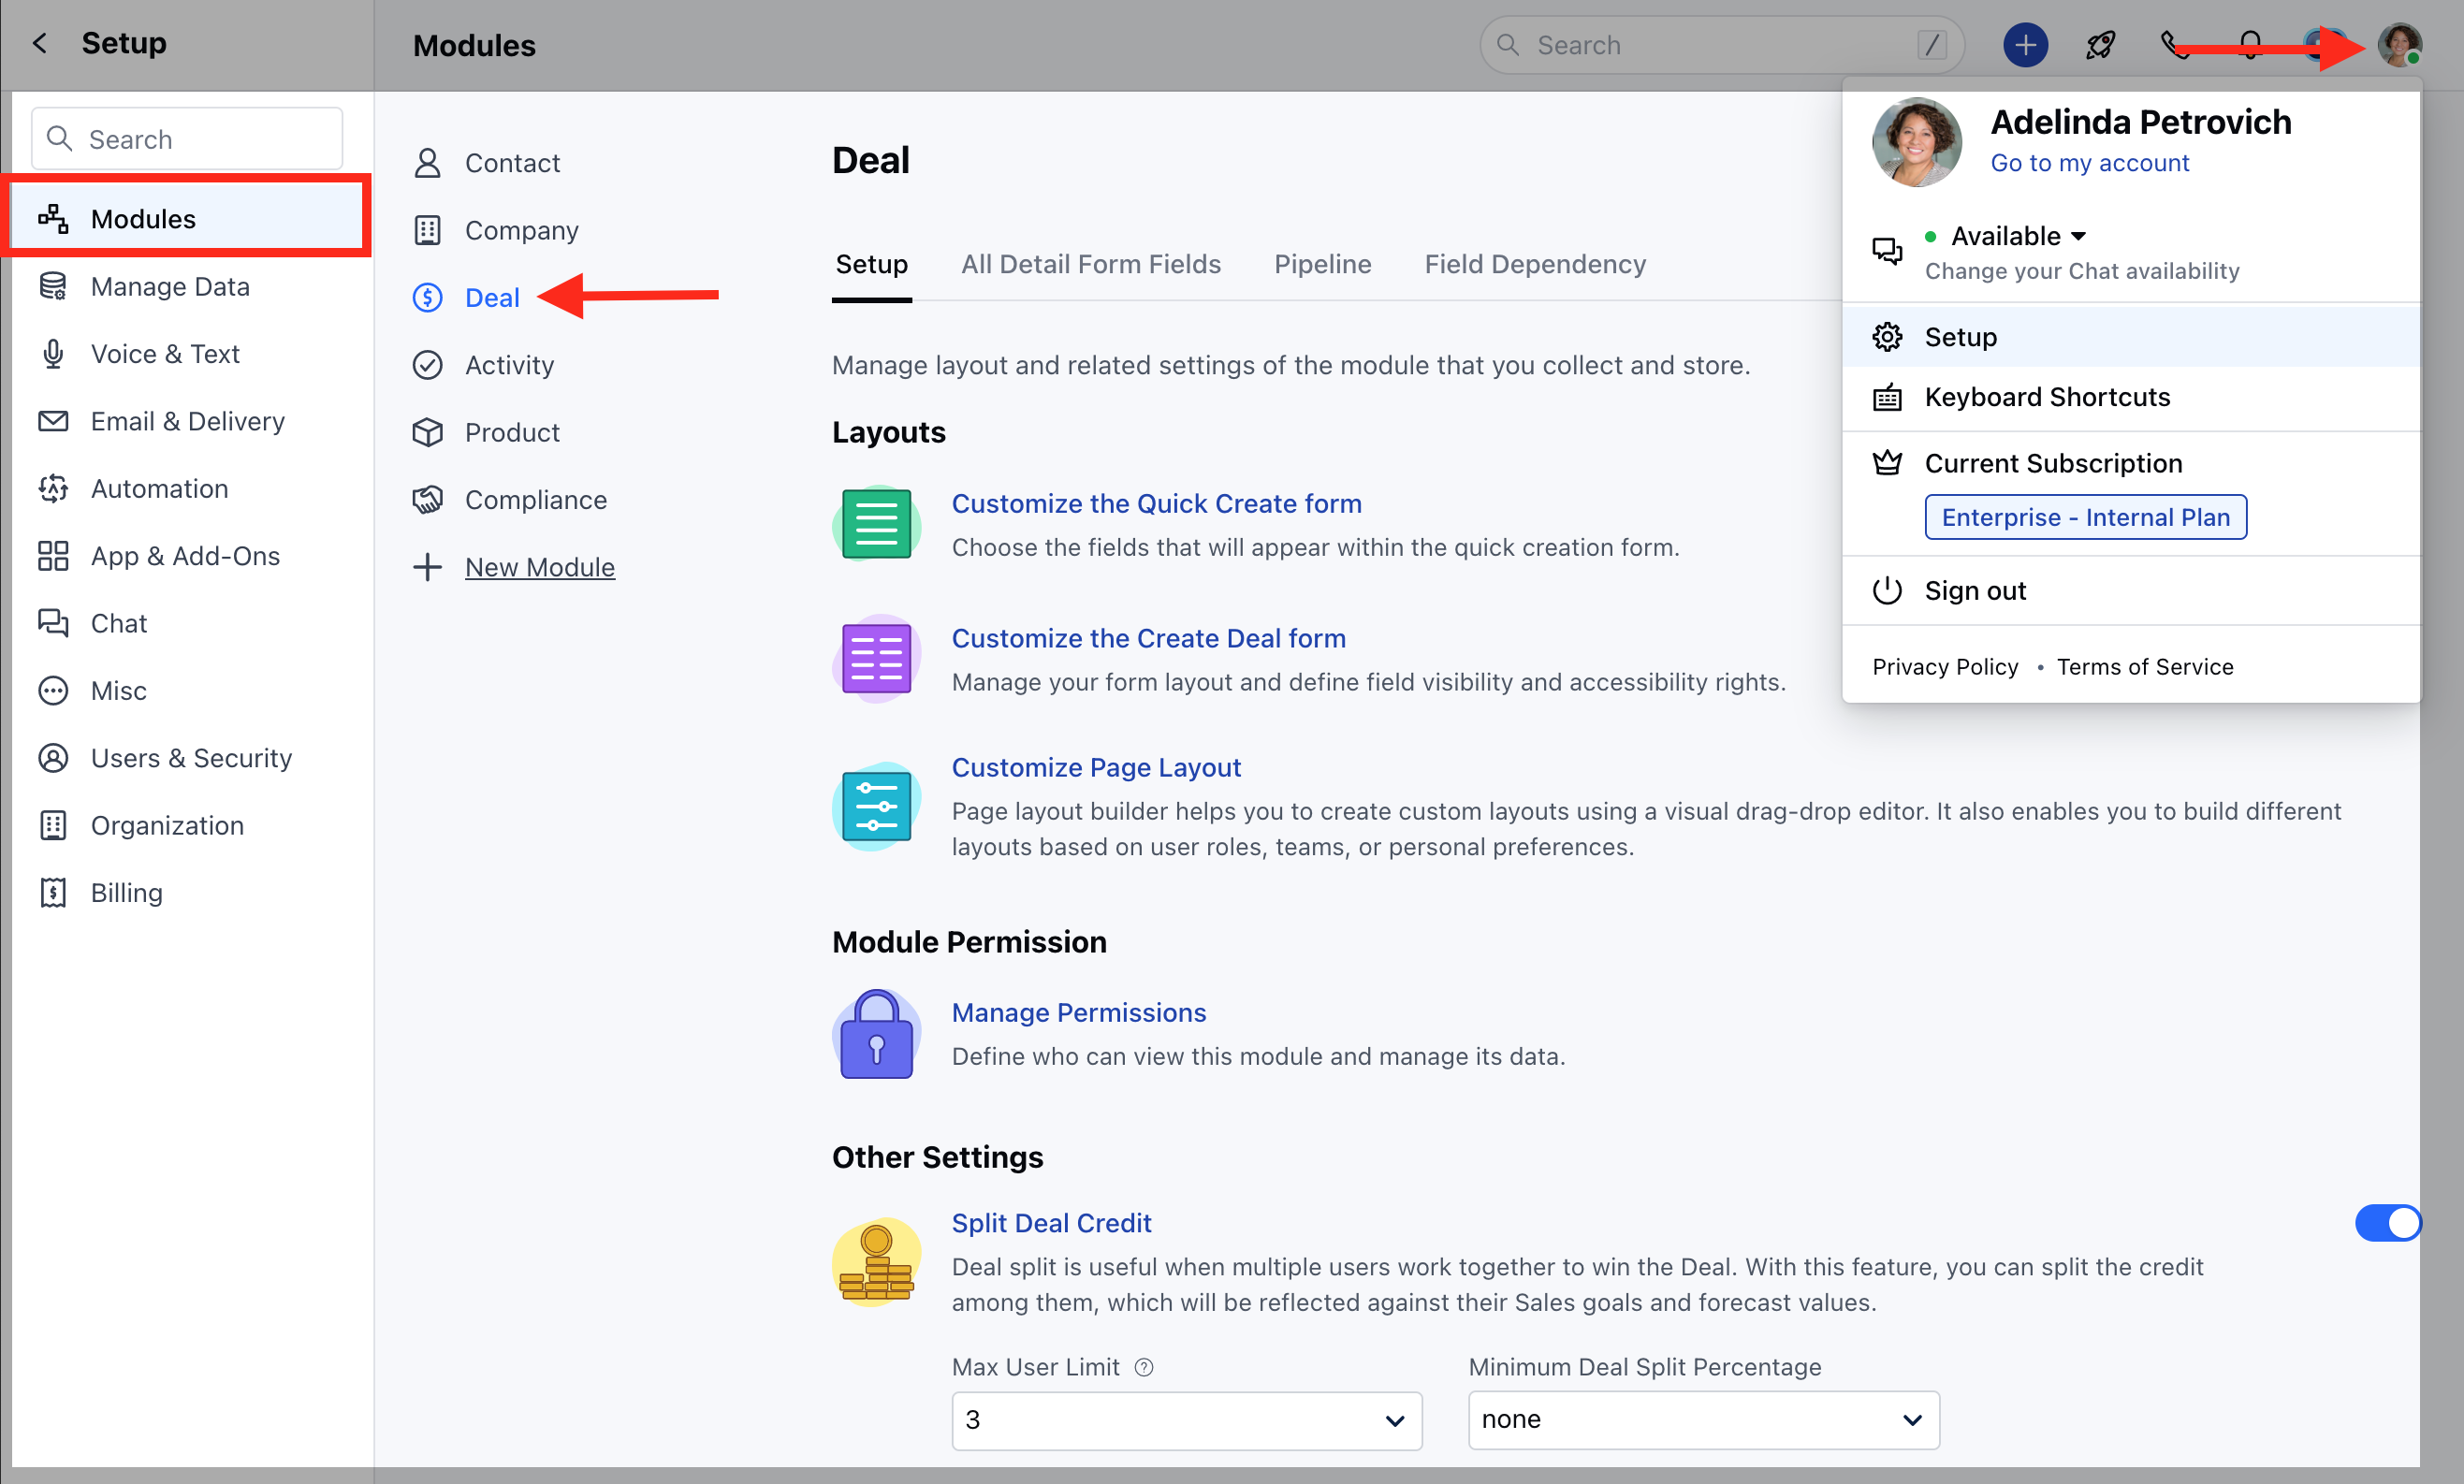 Setup
Modules
Search
/
Search
Modules
Manage Data
Voice & Text
Email & Delivery
Automation
App & Add-Ons
Chat
Misc
Users & Security
Organization
Billing
Contact
Company
Deal
Activity
Product
Compliance
New Module
Deal
Setup
All Detail Form Fields
Pipeline
Field Dependency
Manage layout and related settings of the module that you collect and store.
Layouts
Customize the Quick Create form
Choose the fields that will appear within the quick creation form.
Customize the Create Deal form
Manage your form layout and define field visibility and accessibility rights.
Customize Page Layout
Page layout builder helps you to create custom layouts using a visual drag-drop editor. It also enables you to build different
layouts based on user roles, teams, or personal preferences.
Module Permission
Manage Permissions
Define who can view this module and manage its data.
Other Settings
Split Deal Credit
Deal split is useful when multiple users work together to win the Deal. With this feature, you can split the credit
among them, which will be reflected against their Sales goals and forecast values.
Max User Limit
3
Minimum Deal Split Percentage
none
Adelinda Petrovich
Go to my account
Available
Change your Chat availability
Setup
Keyboard Shortcuts
Current Subscription
Enterprise - Internal Plan
Sign out
Privacy Policy • Terms of Service